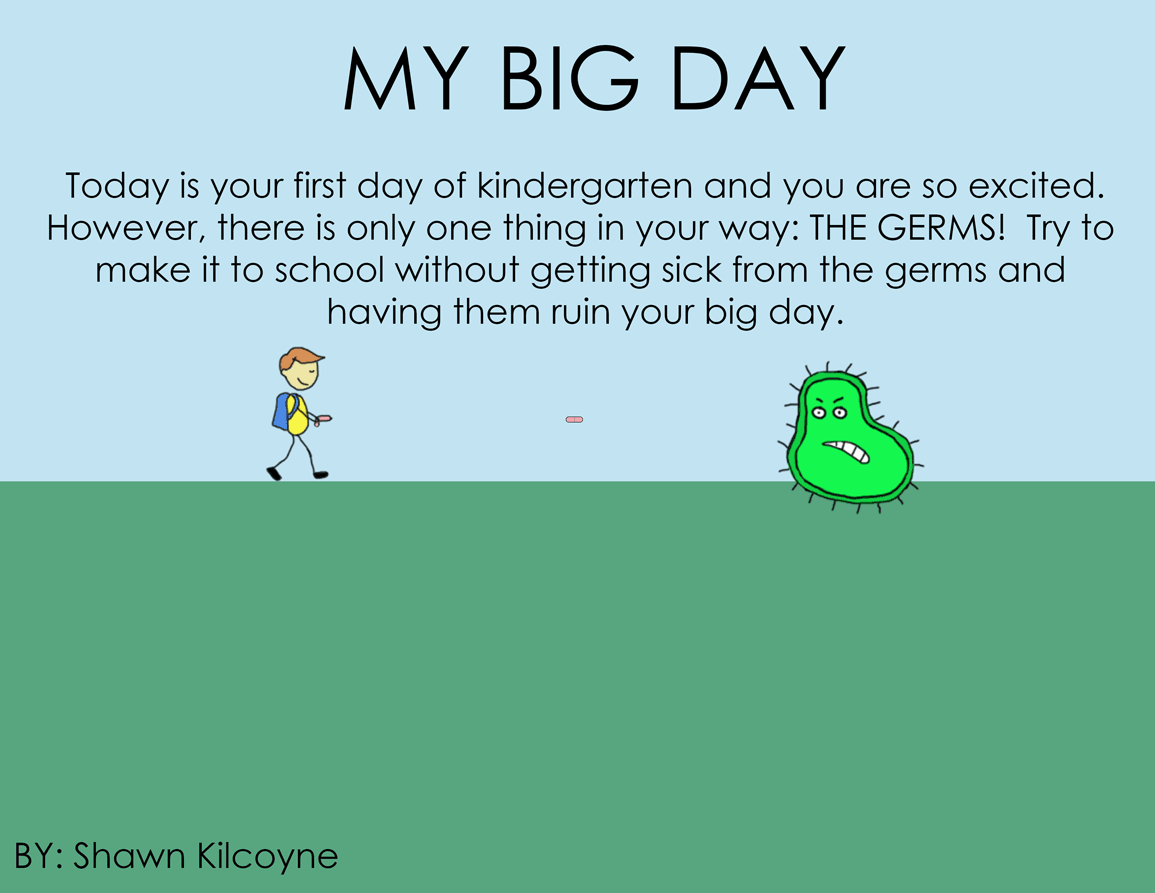 MY BIG DAY
Today is your first day of kindergarten and you are so excited.
However, there is only one thing in your way: THE GERMS!  Try to
make it to school without getting sick from the germs and
having them ruin your big day.
BY: Shawn Kilcoyne